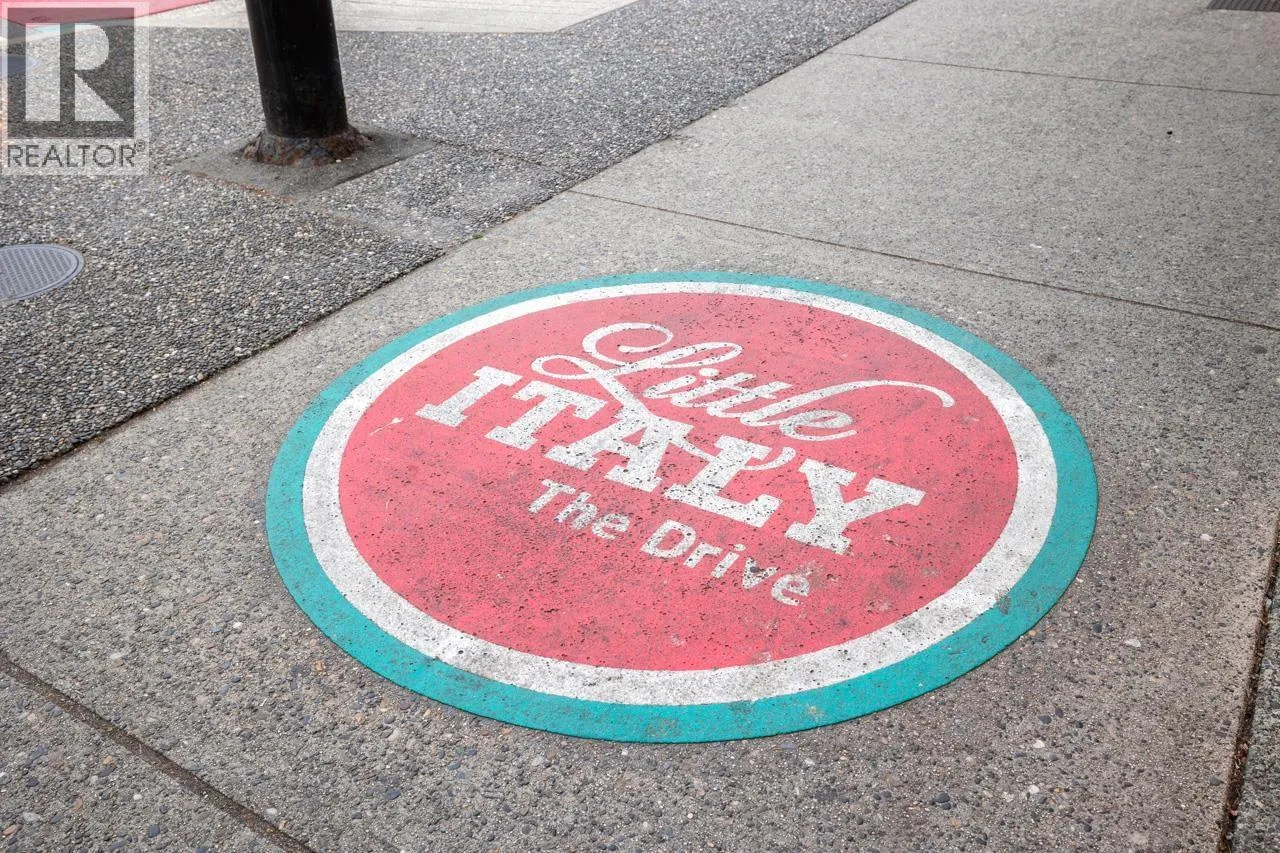 R
REALTOR®
Little
ITALY
The Drive